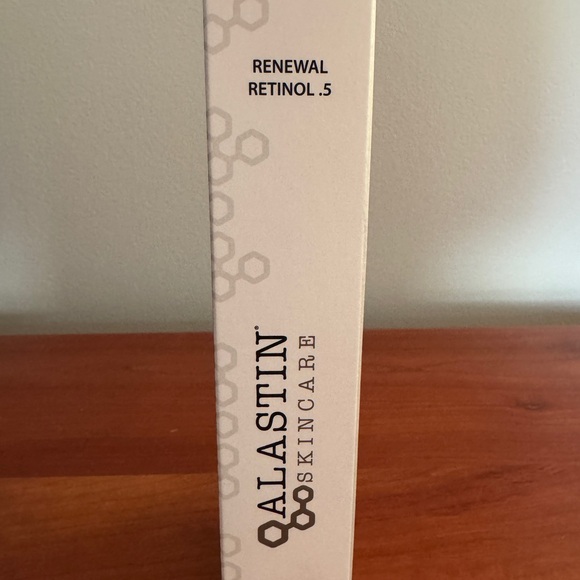 RENEWAL
RETINOL .5
ALASTIN®
SKINCARE